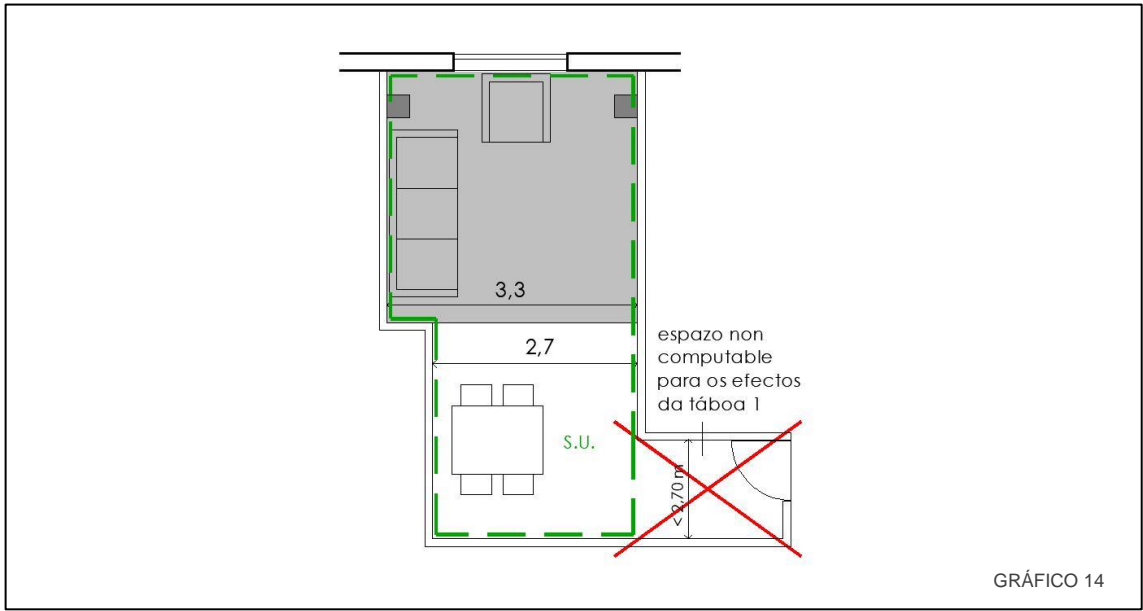 3,3
2,7
espazo non
computable
para os efectos
da táboa 1
S.U.
< 2,70 m
GRÁFICO 14